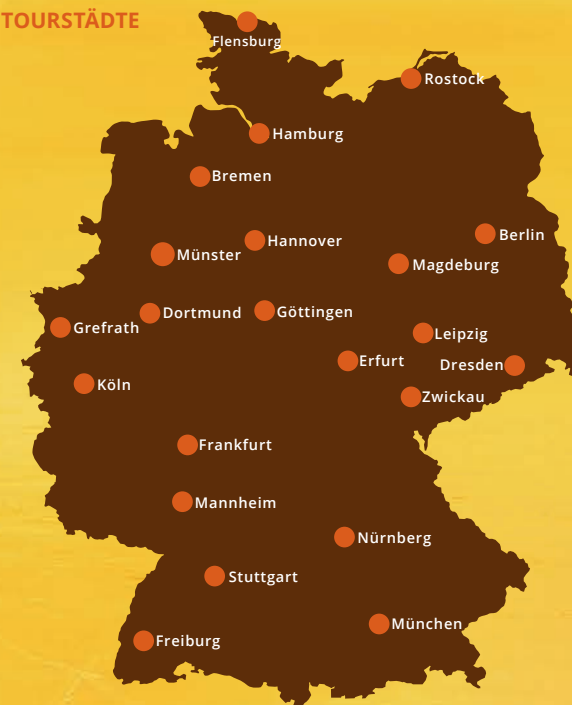 TOURSTÄDTE
Flensburg
Rostock
Hamburg
Bremen
Berlin
Hannover
Münster
Magdeburg
Dortmund
Göttingen
Grefrath
Leipzig
Erfurt
Dresden
Köln
Zwickau
Frankfurt
Mannheim
Nürnberg
Stuttgart
München
Freiburg